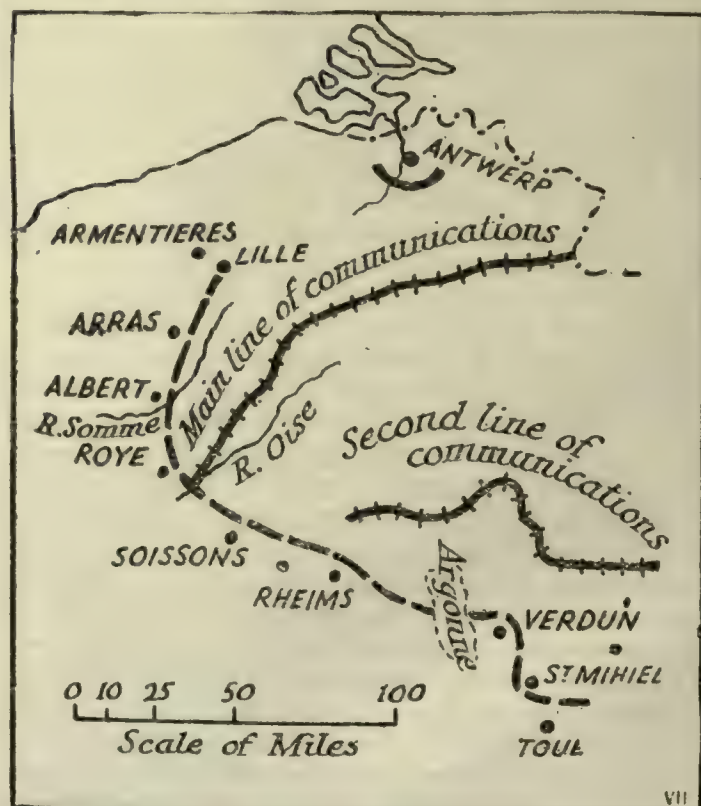 ANTWERP
ARMENTIERES
LILLE
Main line of communications
ARRAS
ALBERT
R. Somme
ROYE
R. Oise
Second line of
communications
SOISSONS
RHEIMS
Argonne
VERDUN
ST MIHIEL
TOUL
0 10 25 50 100
Scale of Miles
VII